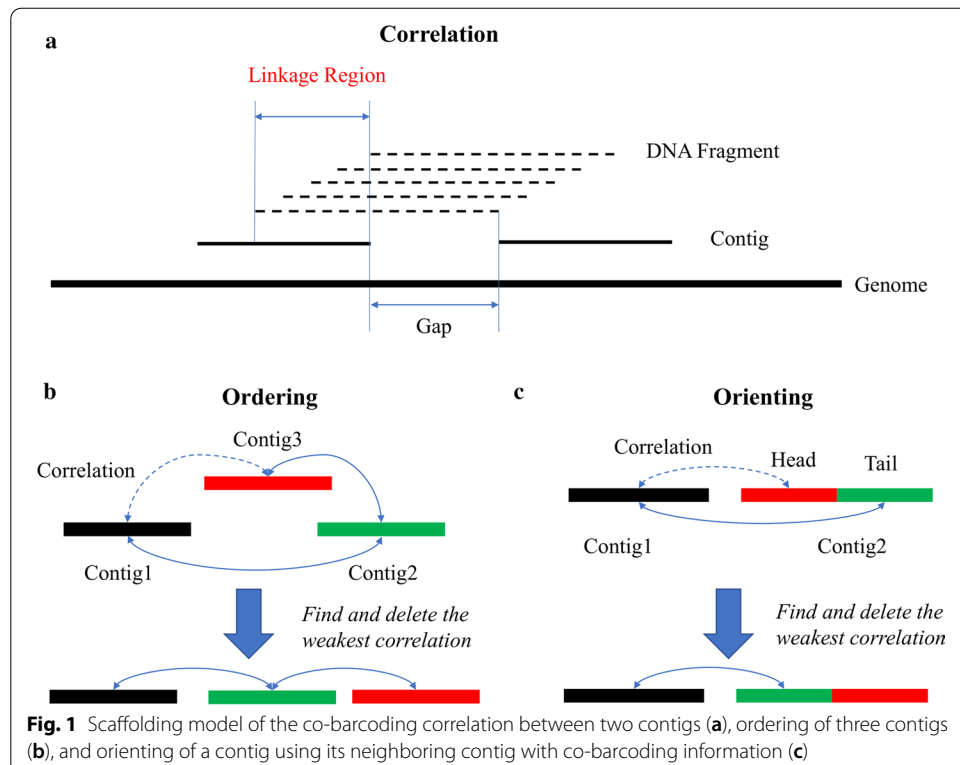 a
Correlation
Linkage Region
DNA Fragment
Contig
Genome
Gap
b
Ordering
Contig3
Correlation
Contig1
Contig2
Find and delete the
weakest correlation
c
Orienting
Correlation
Head
Tail
Contig1
Contig2
Find and delete the
weakest correlation
Fig. 1 Scaffolding model of the co-barcoding correlation between two contigs (a), ordering of three contigs
(b), and orienting of a contig using its neighboring contig with co-barcoding information (c)